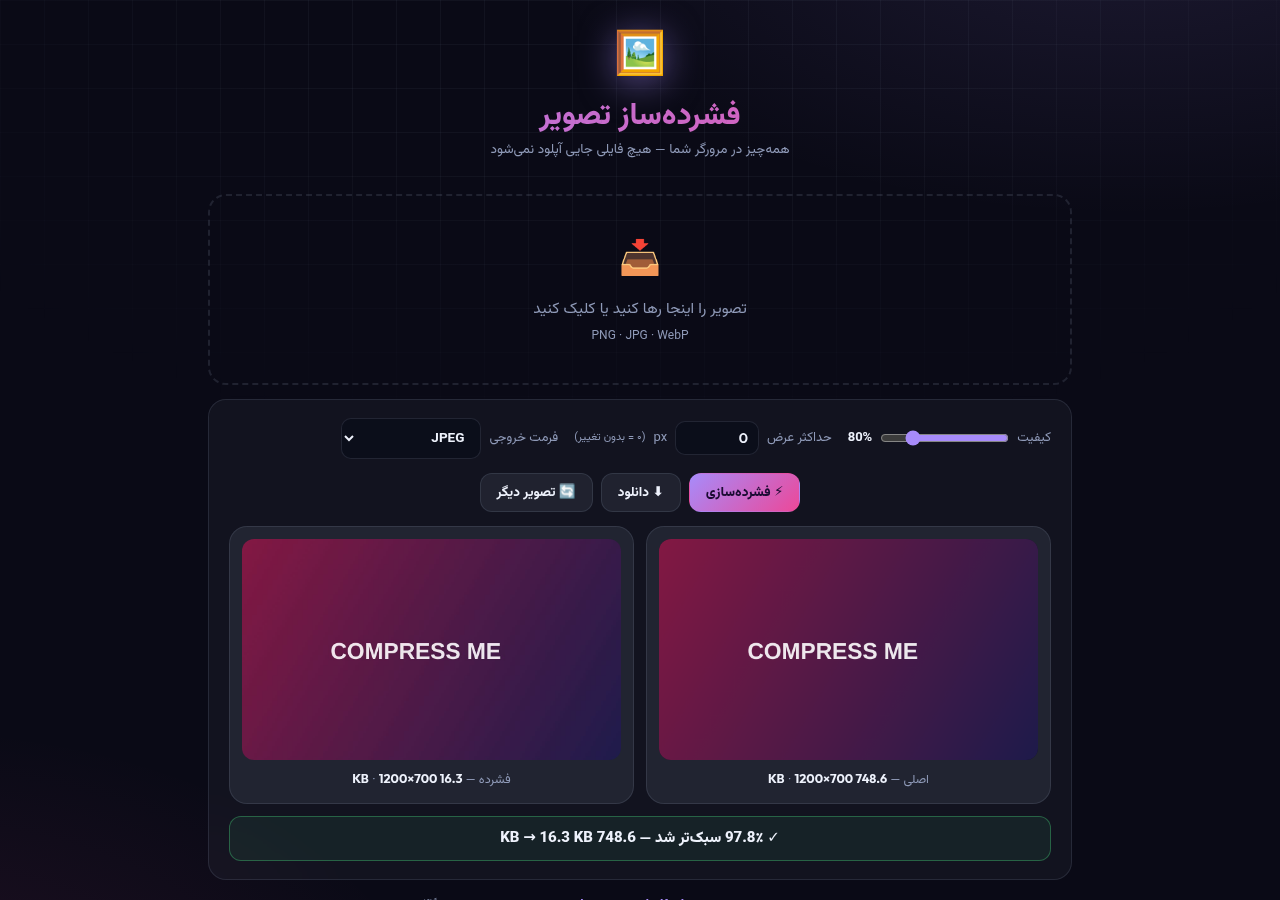 فشرده‌ساز تصویر
همه‌چیز در مرورگر شما — هیچ فایلی جایی آپلود نمی‌شود
تصویر را اینجا رها کنید یا کلیک کنید
PNG · JPG · WebP
کیفیت 80% حداکثر عرض 0 px (۰ = بدون تغییر) فرمت خروجی JPEG
⚡ فشرده‌سازی ⬇ دانلود 🔄 تصویر دیگر
COMPRESS ME
اصلی — 748.6 KB · 1200×700
COMPRESS ME
فشرده — 16.3 KB · 1200×700
✓ 97.8٪ سبک‌تر شد — 748.6 KB → 16.3 KB